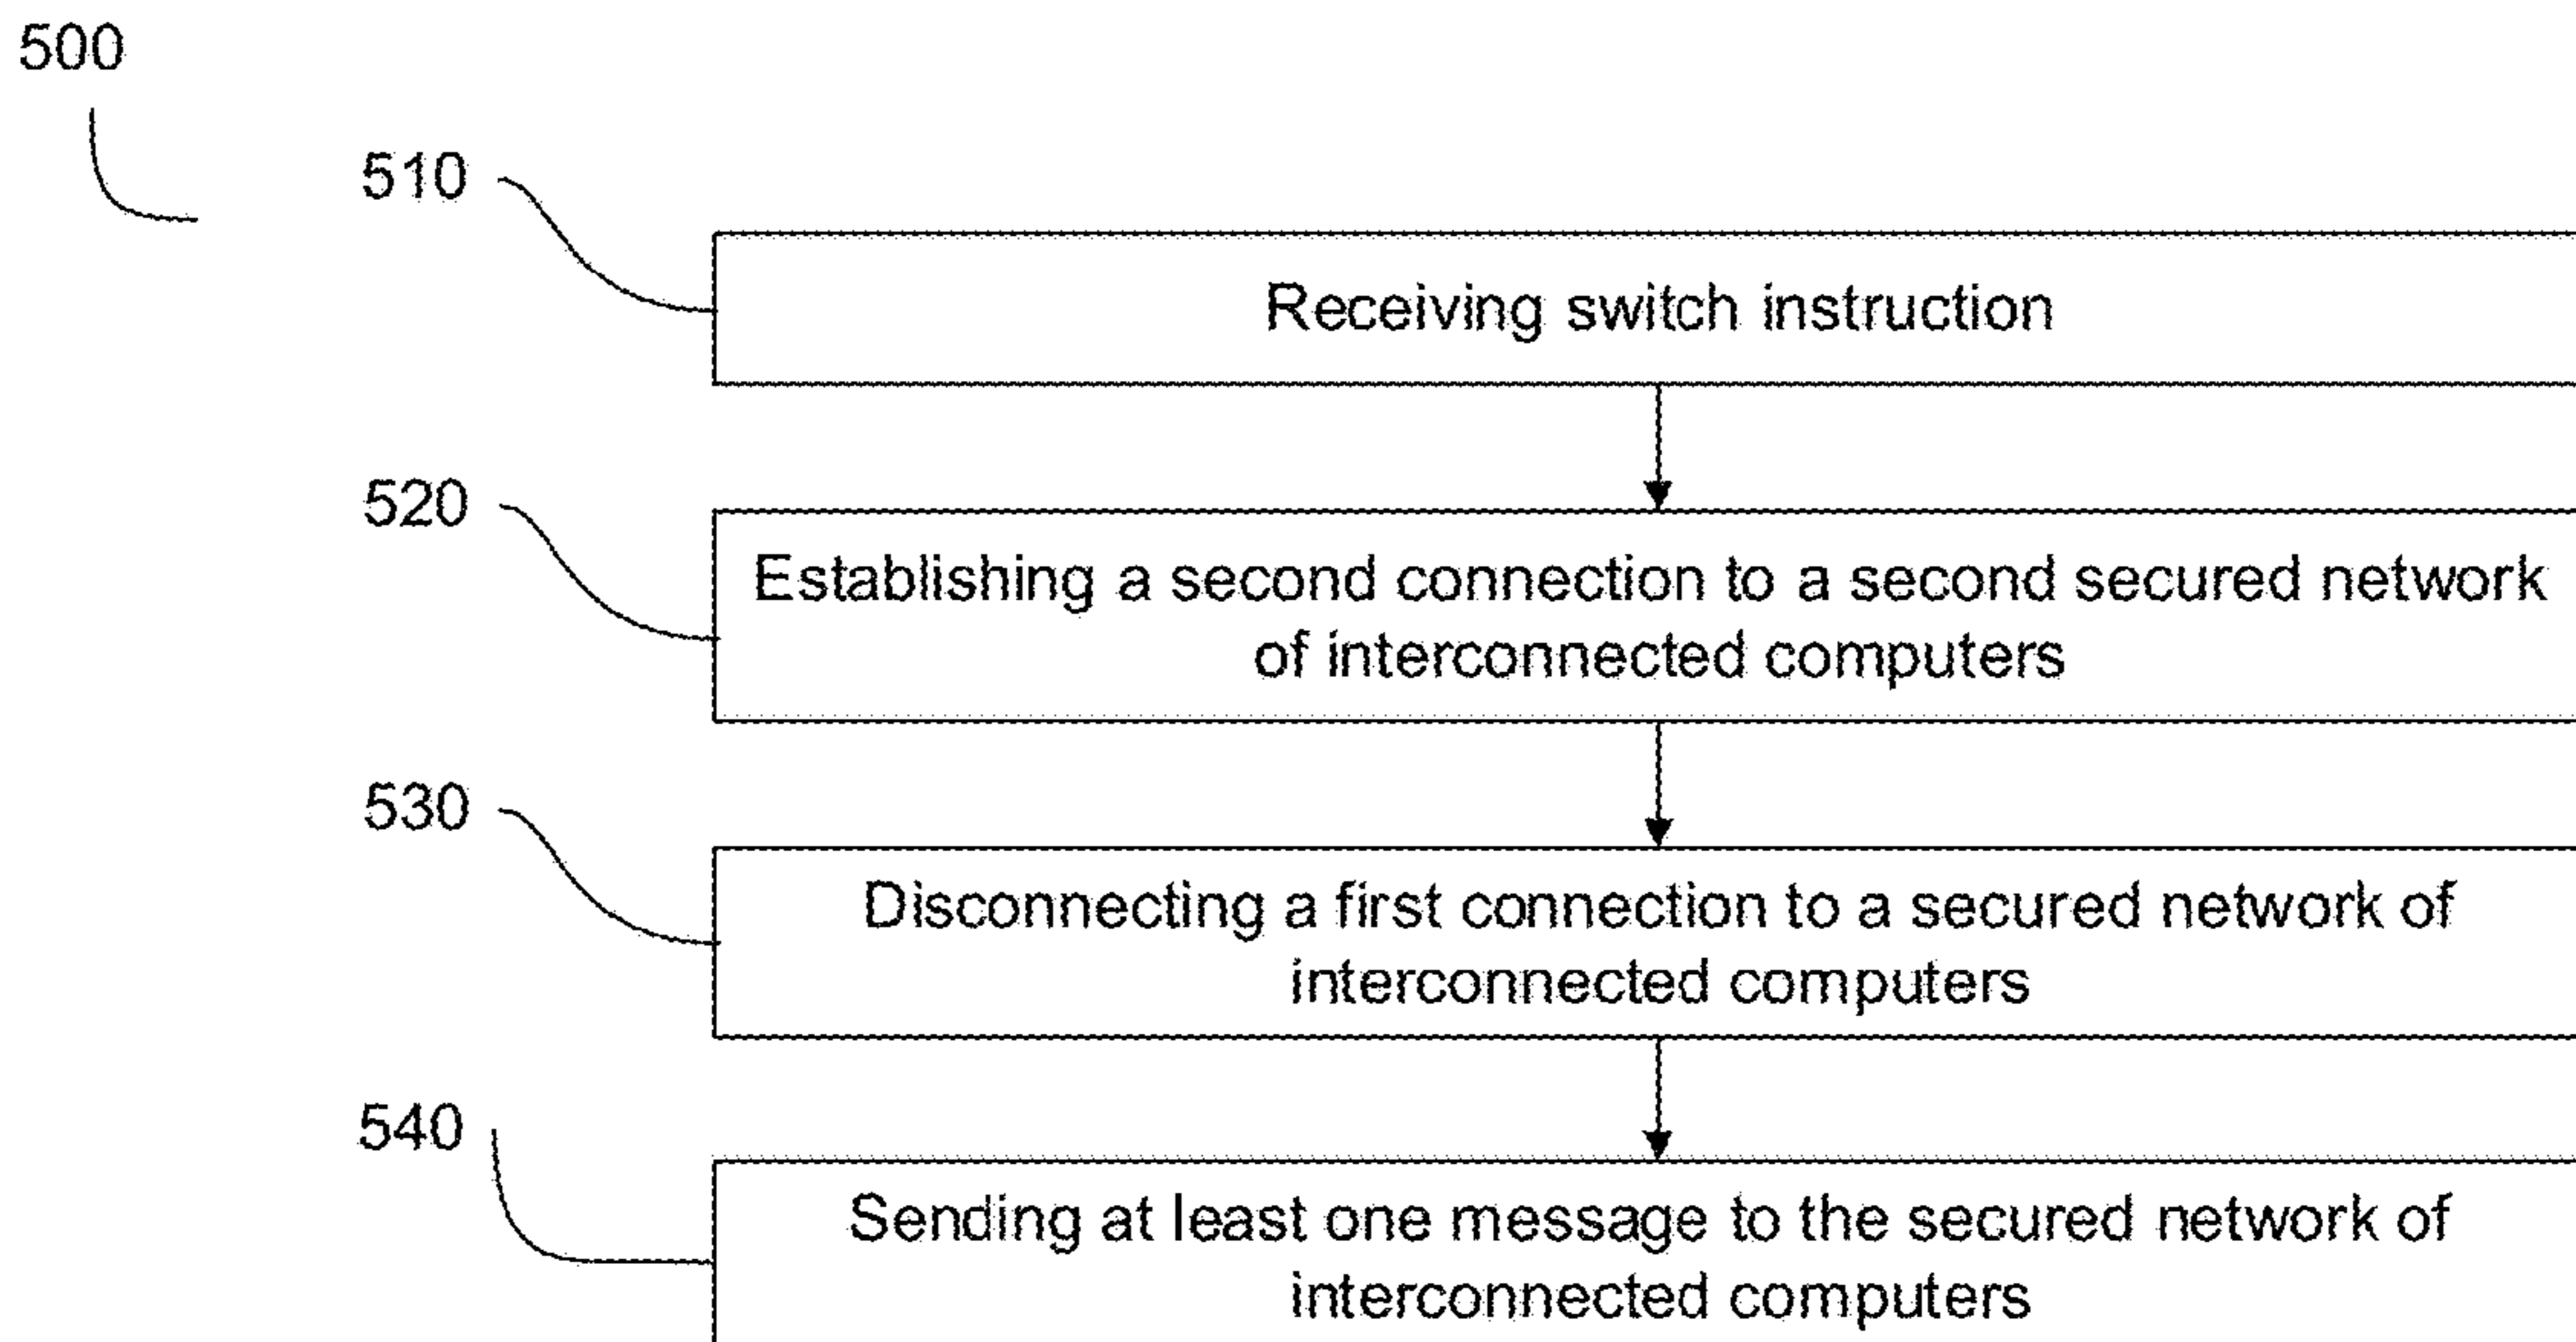 500
510
Receiving switch instruction
520
Establishing a second connection to a second secured network
of interconnected computers
530
Disconnecting a first connection to a secured network of
interconnected computers
540
Sending at least one message to the secured network of
interconnected computers